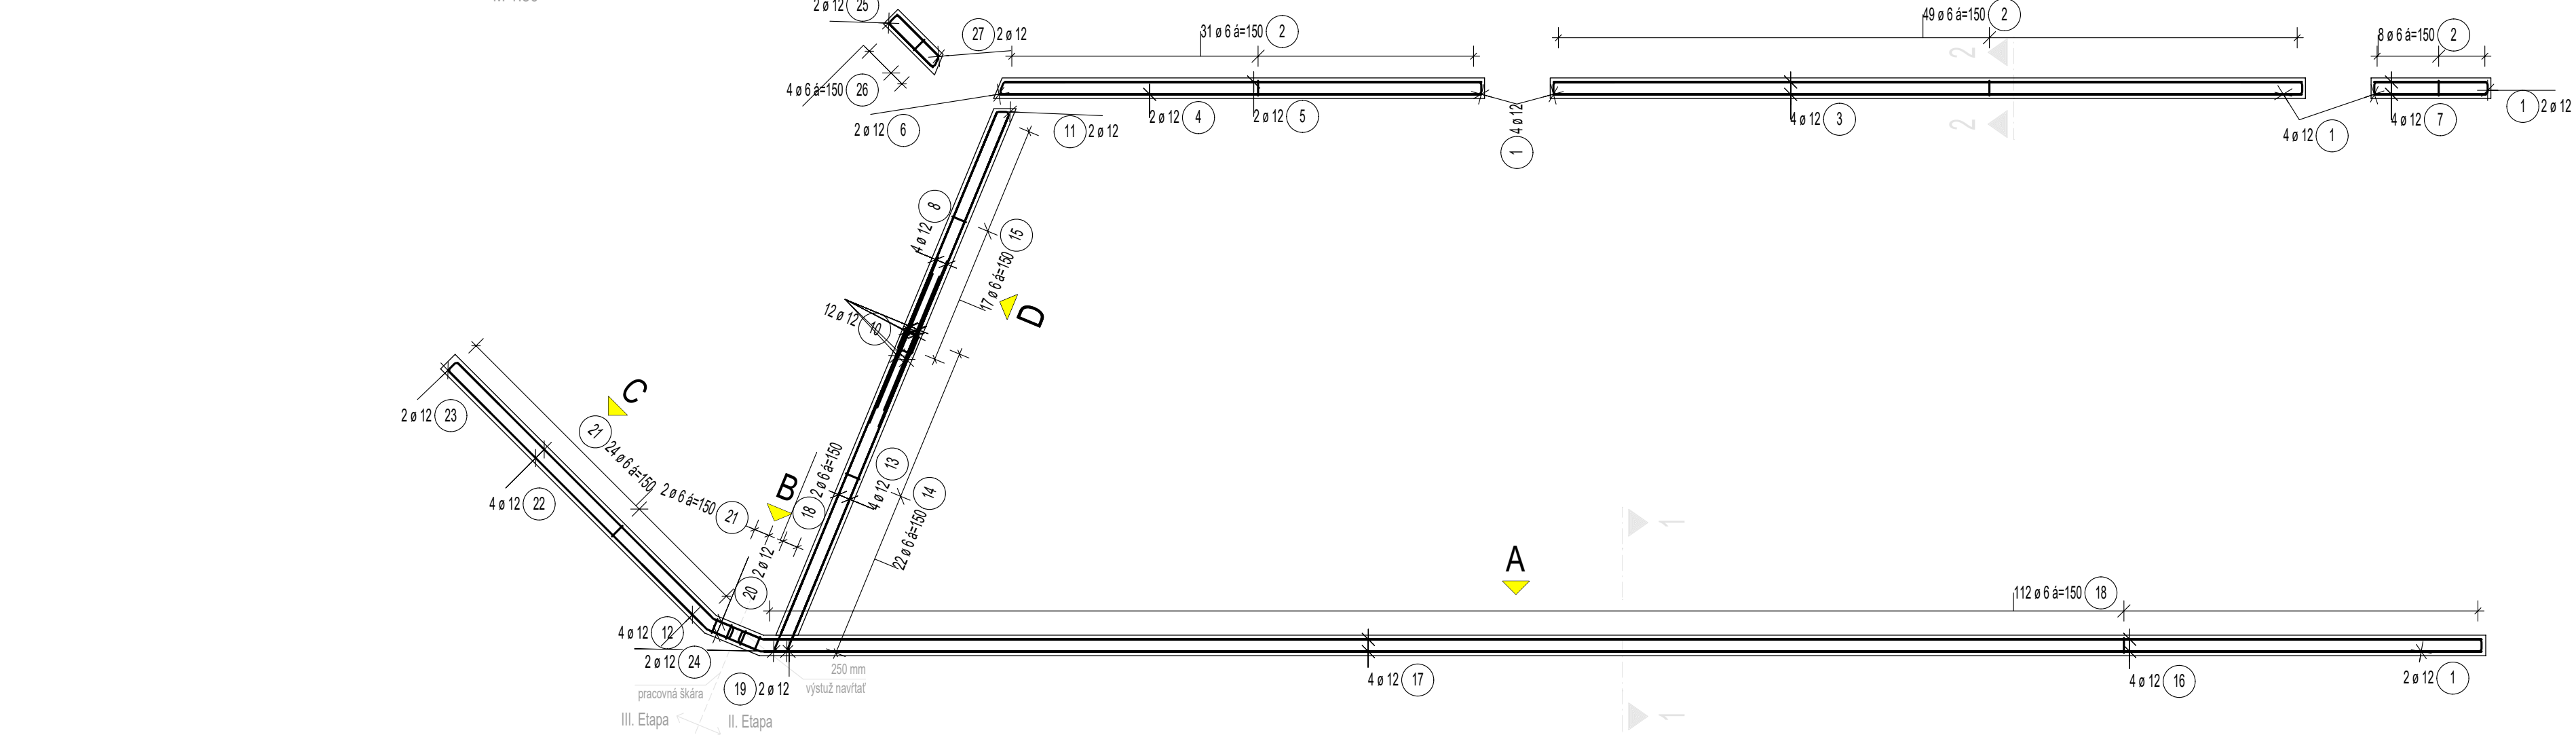 2 ø 12 25
27 2 ø 12
4 ø 6 á=150 26
31 ø 6 á=150 2
49 ø 6 á=150 2
8 ø 6 á=150 2
2
2
2 ø 12 6
11 2 ø 12
2 ø 12 4
2 ø 12 5
1 4 ø 12
4 ø 12 3
4 ø 12 1
4 ø 12 7
1 2 ø 12
4 ø 12 8
17 ø 6 á=150 15
D
12 ø 12 10
C
2 ø 12 23
21 24 ø 6 á=150
4 ø 12 22
2 ø 6 á=150 21
B
18 2 ø 6 á=150
4 ø 12 13
22 ø 6 á=150 14
20 2 ø 12
A
1
112 ø 6 á=150 18
4 ø 12 12
2 ø 12 24
19 2 ø 12
250 mm
výstuž navŕtať
pracovná škára
III. Etapa
II. Etapa
4 ø 12 17
4 ø 12 16
2 ø 12 1
1